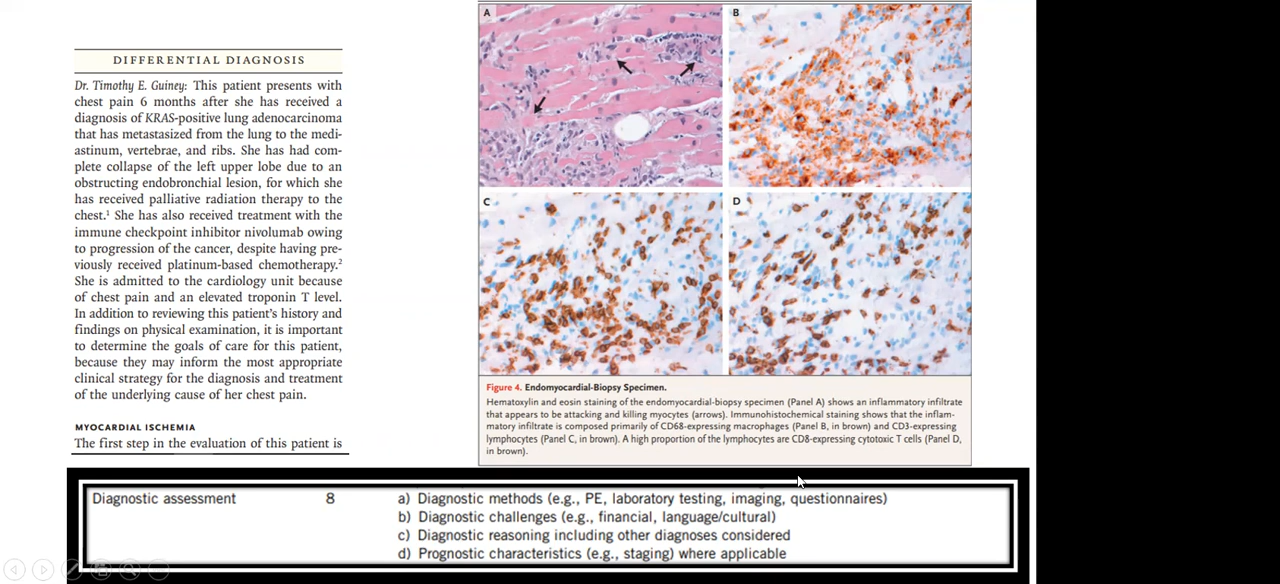 DIFFERENTIAL DIAGNOSIS
Dr. Timothy E. Guiney: This patient presents with
chest pain 6 months after she has received a
diagnosis of KRAS-positive lung adenocarcinoma
that has metastasized from the lung to the medi-
astinum, vertebrae, and ribs. She has had com-
plete collapse of the left upper lobe due to an
obstructing endobronchial lesion, for which she
has received palliative radiation therapy to the
chest.1 She has also received treatment with the
immune checkpoint inhibitor nivolumab owing
to progression of the cancer, despite having pre-
viously received platinum-based chemotherapy.2
She is admitted to the cardiology unit because
of chest pain and an elevated troponin T level.
In addition to reviewing this patient's history and
findings on physical examination, it is important
to determine the goals of care for this patient,
because they may inform the most appropriate
clinical strategy for the diagnosis and treatment
of the underlying cause of her chest pain.
MYOCARDIAL ISCHEMIA
The first step in the evaluation of this patient is
A
B
C
D
Figure 4. Endomyocardial-Biopsy Specimen.
Hematoxylin and eosin staining of the endomyocardial-biopsy specimen (Panel A) shows an inflammatory infiltrate
that appears to be attacking and killing myocytes (arrows). Immunohistochemical staining shows that the inflam-
matory infiltrate is composed primarily of CD68-expressing macrophages (Panel B, in brown) and CD3-expressing
lymphocytes (Panel C, in brown). A high proportion of the lymphocytes are CD8-expressing cytotoxic T cells (Panel D,
in brown).
Diagnostic assessment 8 a) Diagnostic methods (e.g., PE, laboratory testing, imaging, questionnaires)
b) Diagnostic challenges (e.g., financial, language/cultural)
c) Diagnostic reasoning including other diagnoses considered
d) Prognostic characteristics (e.g., staging) where applicable